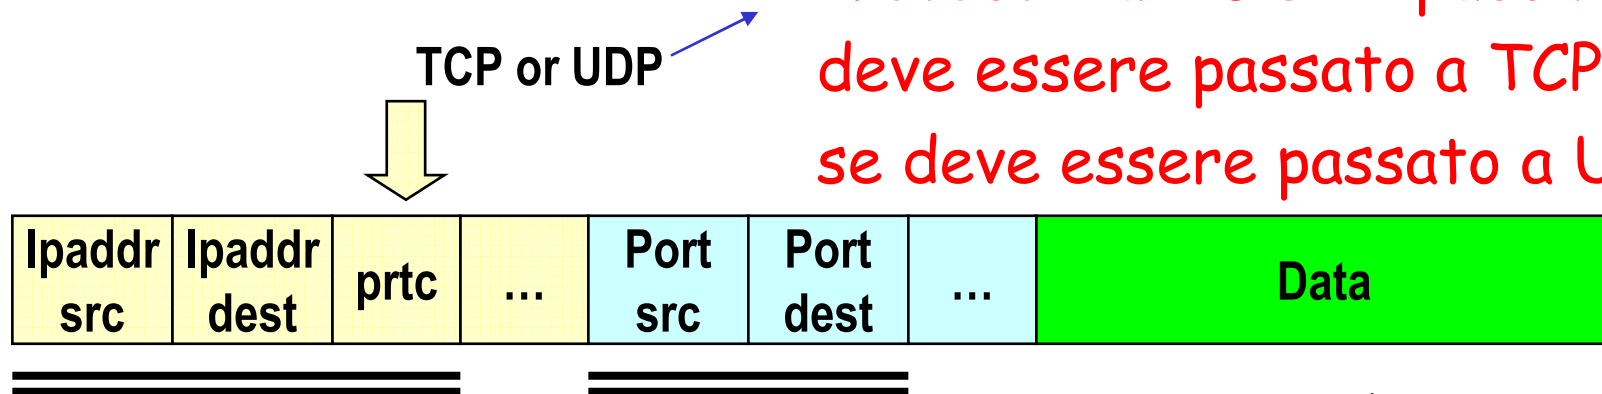 TCP or UDP
deve essere passato a TCP
se deve essere passato a
Ipaddr src
Ipaddr dest
prtc
...
Port src
Port dest
...
Data